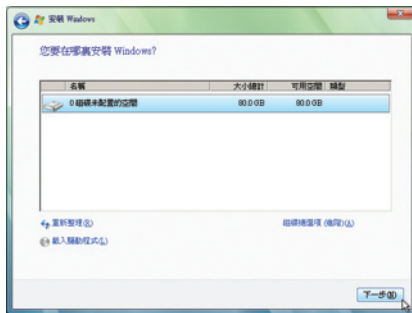 安裝 Windows
您要在哪裏安裝 Windows?
名稱 大小總計 可用空間 類型
0 磁碟未配置的空間 80.0 GB 80.0 GB
重新整理(R) 磁碟機選項 (進階)(A)
載入驅動程式(L)
下一步(N)